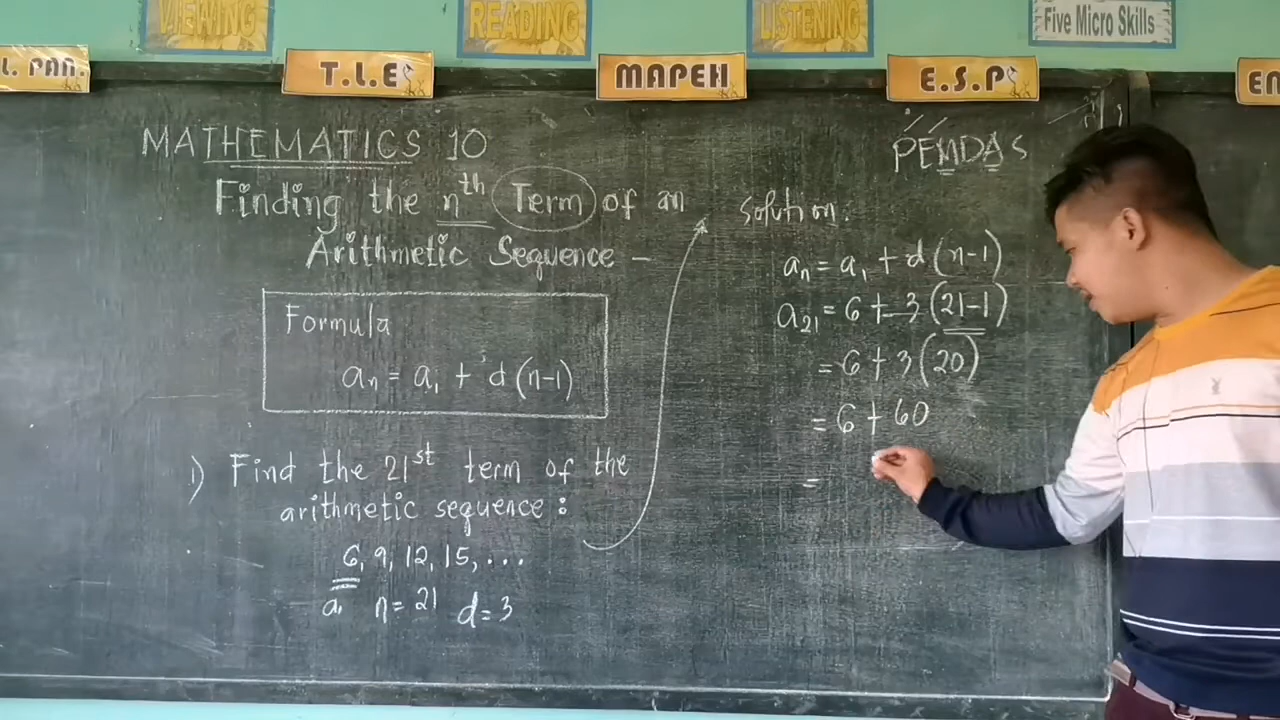 VIEWING
READING
LISTENING
Five Micro Skills
L. PAN.
T.L.E
MAPEH
E.S.P
EN
MATHEMATICS 10
Finding the nᵗʰ Term of an
Arithmetic Sequence –
Formula
aₙ = a₁ + d(n-1)
1) Find the 21ˢᵗ term of the
arithmetic sequence:
6, 9, 12, 15, ...
a₁ n = 21 d = 3
PEMDAS
Solution:
aₙ = a₁ + d(n-1)
a₂₁ = 6 + 3(21-1)
= 6 + 3(20)
= 6 + 60
=